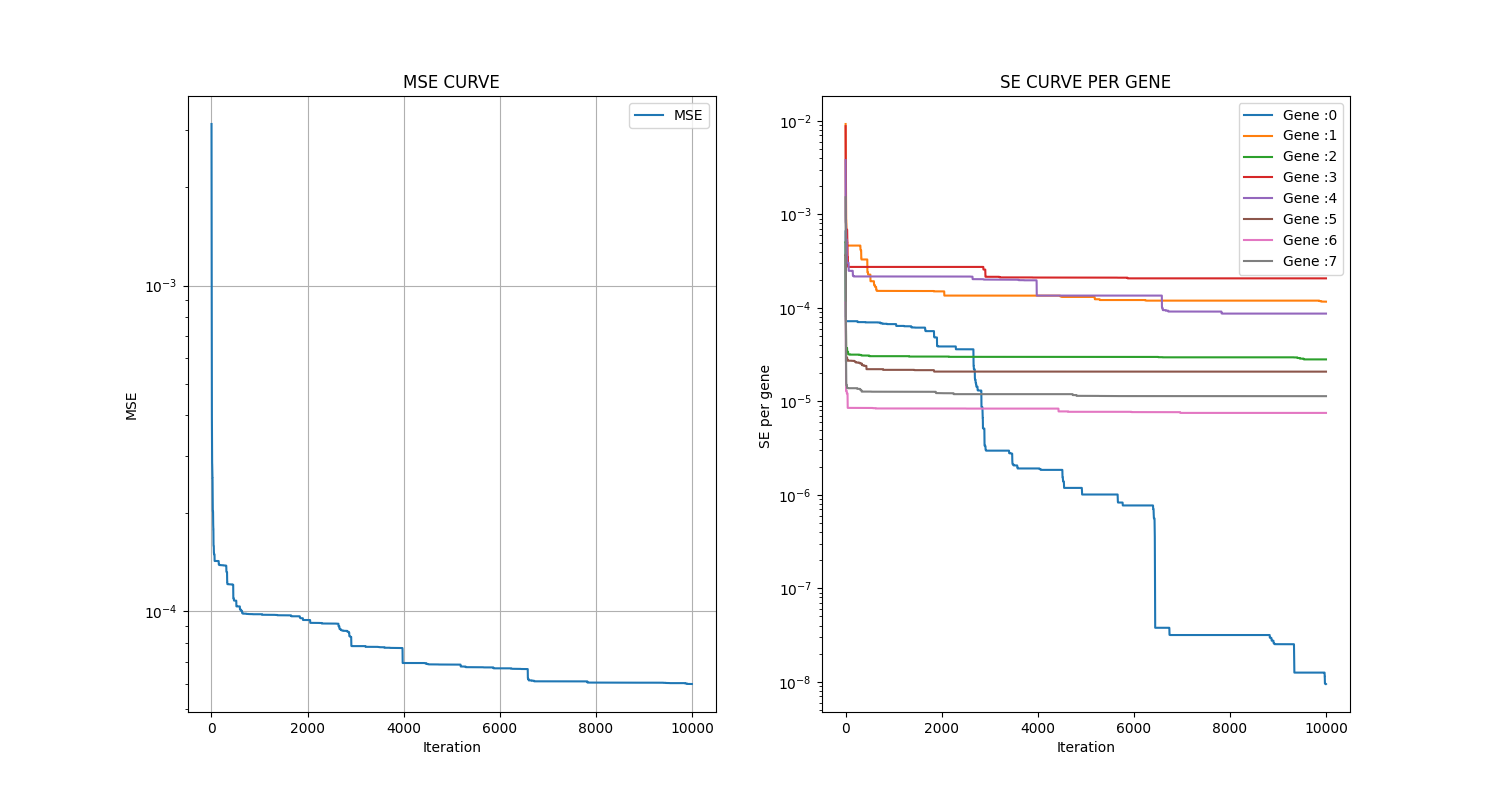 MSE CURVE
MSE
10⁻³
10⁻⁴
MSE
0 2000 4000 6000 8000 10000
Iteration
SE CURVE PER GENE
Gene :0
Gene :1
Gene :2
Gene :3
Gene :4
Gene :5
Gene :6
Gene :7
10⁻²
10⁻³
10⁻⁴
10⁻⁵
10⁻⁶
10⁻⁷
10⁻⁸
SE per gene
0 2000 4000 6000 8000 10000
Iteration